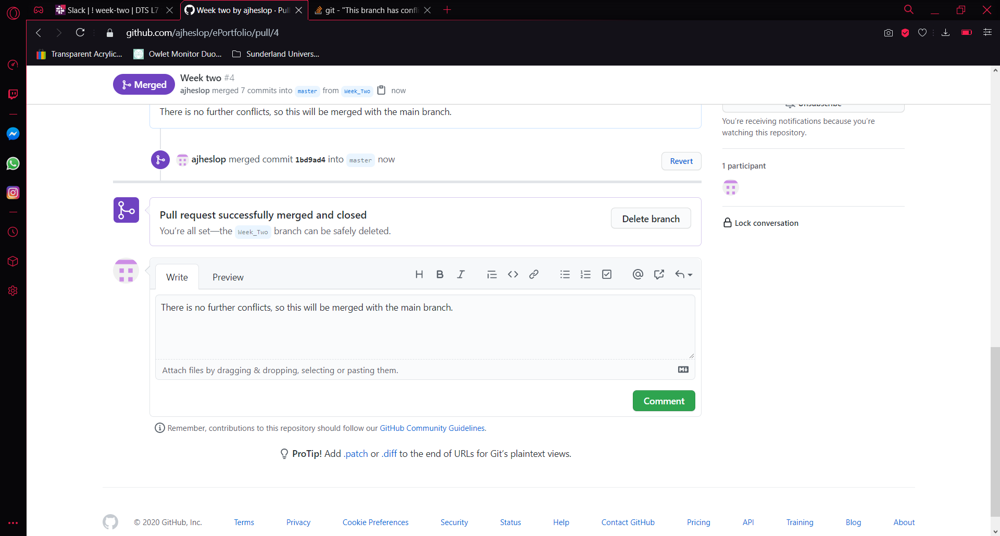 Slack | ! week-two | DTS L7
Week two by ajheslop · Pull
git - "This branch has confl
github.com/ajheslop/ePortfolio/pull/4
Transparent Acrylic...
Owlet Monitor Duo...
Sunderland Univers...
Merged
Week two #4
ajheslop merged 7 commits into master from Week_Two now
There is no further conflicts, so this will be merged with the main branch.
Unsubscribe
You're receiving notifications because you're
watching this repository.
ajheslop merged commit 1bd9ad4 into master now
Revert
1 participant
Pull request successfully merged and closed
You're all set—the Week_Two branch can be safely deleted.
Delete branch
Lock conversation
Write
Preview
There is no further conflicts, so this will be merged with the main branch.
Attach files by dragging & dropping, selecting or pasting them.
Comment
Remember, contributions to this repository should follow our GitHub Community Guidelines.
ProTip! Add .patch or .diff to the end of URLs for Git's plaintext views.
© 2020 GitHub, Inc.
Terms
Privacy
Cookie Preferences
Security
Status
Help
Contact GitHub
Pricing
API
Training
Blog
About